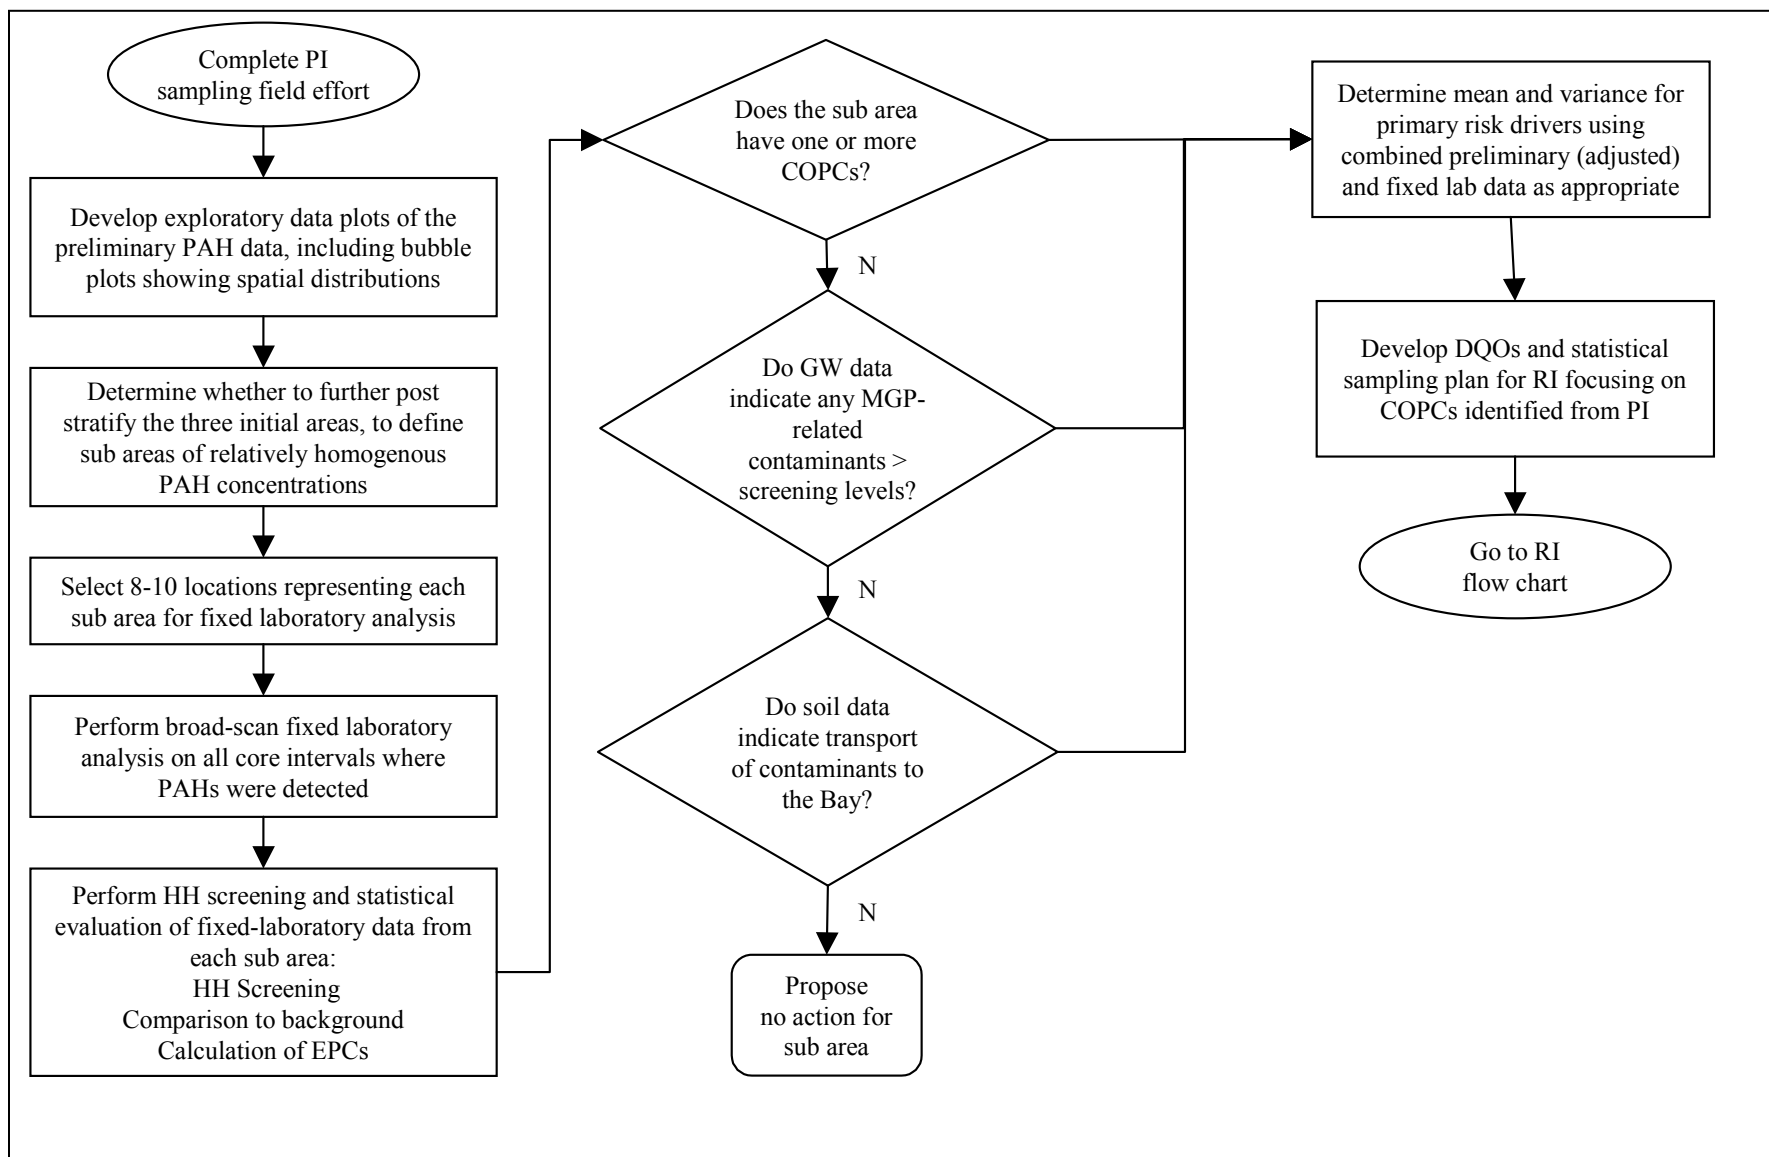 Complete PI
sampling field effort
Develop exploratory data plots of the
preliminary PAH data, including bubble
plots showing spatial distributions
Determine whether to further post
stratify the three initial areas, to define
sub areas of relatively homogenous
PAH concentrations
Select 8-10 locations representing each
sub area for fixed laboratory analysis
Perform broad-scan fixed laboratory
analysis on all core intervals where
PAHs were detected
Perform HH screening and statistical
evaluation of fixed-laboratory data from
each sub area:
HH Screening
Comparison to background
Calculation of EPCs
Does the sub area
have one or more
COPCs?
N
Do GW data
indicate any MGP-
related
contaminants >
screening levels?
N
Do soil data
indicate transport
of contaminants to
the Bay?
N
Propose
no action for
sub area
Determine mean and variance for
primary risk drivers using
combined preliminary (adjusted)
and fixed lab data as appropriate
Develop DQOs and statistical
sampling plan for RI focusing on
COPCs identified from PI
Go to RI
flow chart